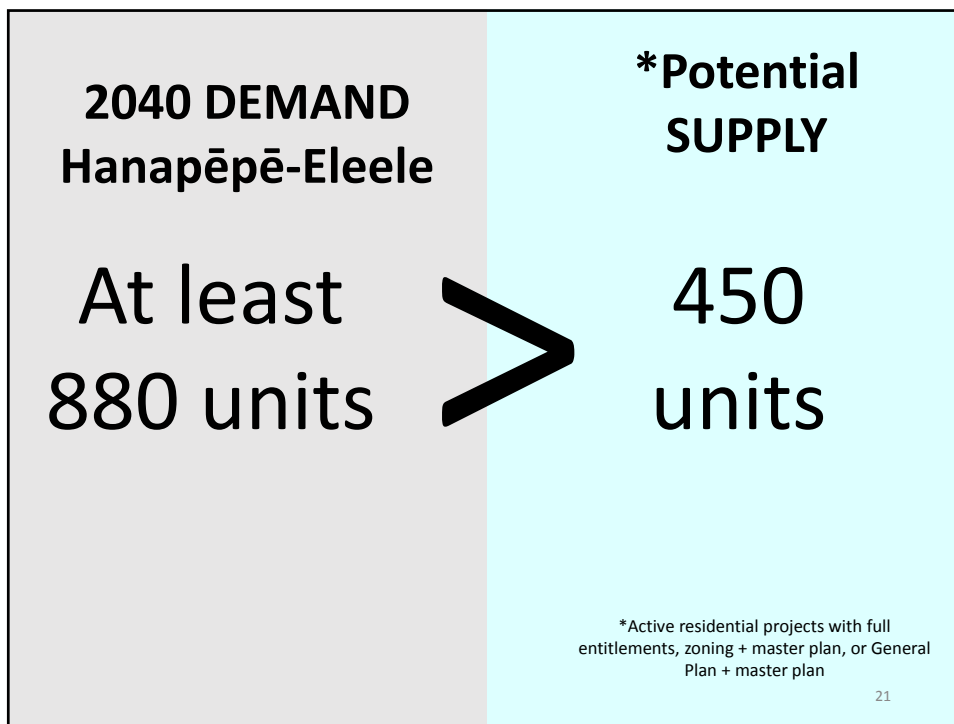 2040 DEMAND
Hanapēpē-Eleele
At least
880 units
>
*Potential
SUPPLY
450
units
*Active residential projects with full
entitlements, zoning + master plan, or General
Plan + master plan
21